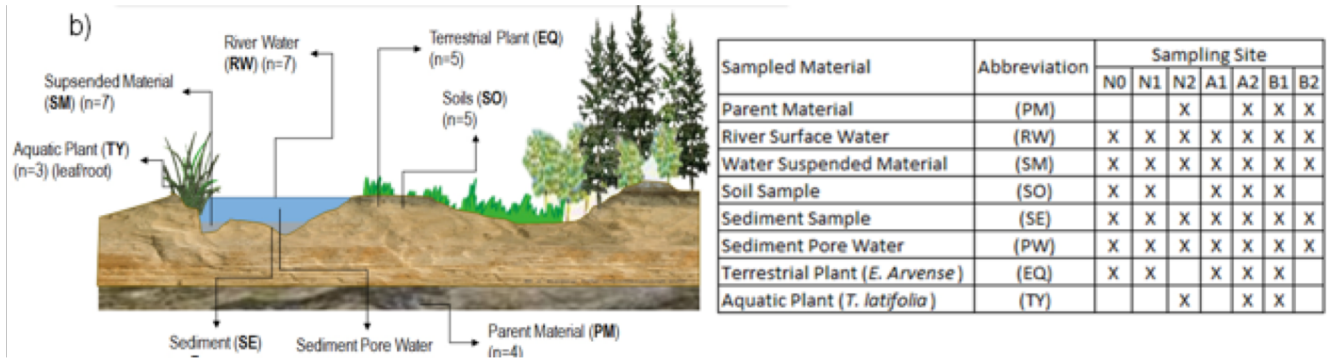 b)
River Water
(RW) (n=7)
Terrestrial Plant (EQ)
(n=5)
Supsended Material
(SM) (n=7)
Soils (SO)
(n=5)
Aquatic Plant (TY)
(n=3) (leaf/root)
Sediment (SE)
Sediment Pore Water
Parent Material (PM)
(n=4)
Sampled Material Abbreviation Sampling Site
N0 N1 N2 A1 A2 B1 B2
Parent Material (PM) X X X X
River Surface Water (RW) X X X X X X X
Water Suspended Material (SM) X X X X X X X
Soil Sample (SO) X X X X X
Sediment Sample (SE) X X X X X X X
Sediment Pore Water (PW) X X X X X X X
Terrestrial Plant (E. Arvense) (EQ) X X X X X
Aquatic Plant (T. latifolia) (TY) X X X